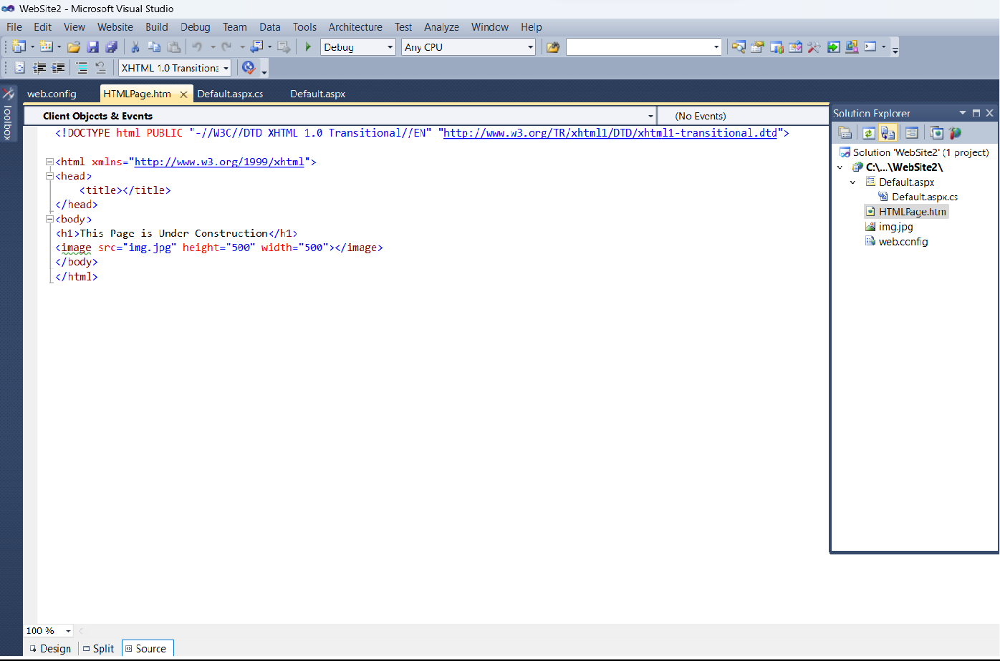 WebSite2 - Microsoft Visual Studio
File Edit View Website Build Debug Team Data Tools Architecture Test Analyze Window Help
Debug Any CPU
XHTML 1.0 Transitions
Toolbox
web.config HTMLPage.htm Default.aspx.cs Default.aspx
Client Objects & Events (No Events)
<!DOCTYPE html PUBLIC "-//W3C//DTD XHTML 1.0 Transitional//EN" "http://www.w3.org/TR/xhtml1/DTD/xhtml1-transitional.dtd">
<html xmlns="http://www.w3.org/1999/xhtml">
<head>
<title></title>
</head>
<body>
<h1>This Page is Under Construction</h1>
<image src="img.jpg" height="500" width="500"></image>
</body>
</html>
Solution Explorer
Solution 'WebSite2' (1 project)
C:\...\WebSite2\
Default.aspx
Default.aspx.cs
HTMLPage.htm
img.jpg
web.config
100 %
Design Split Source